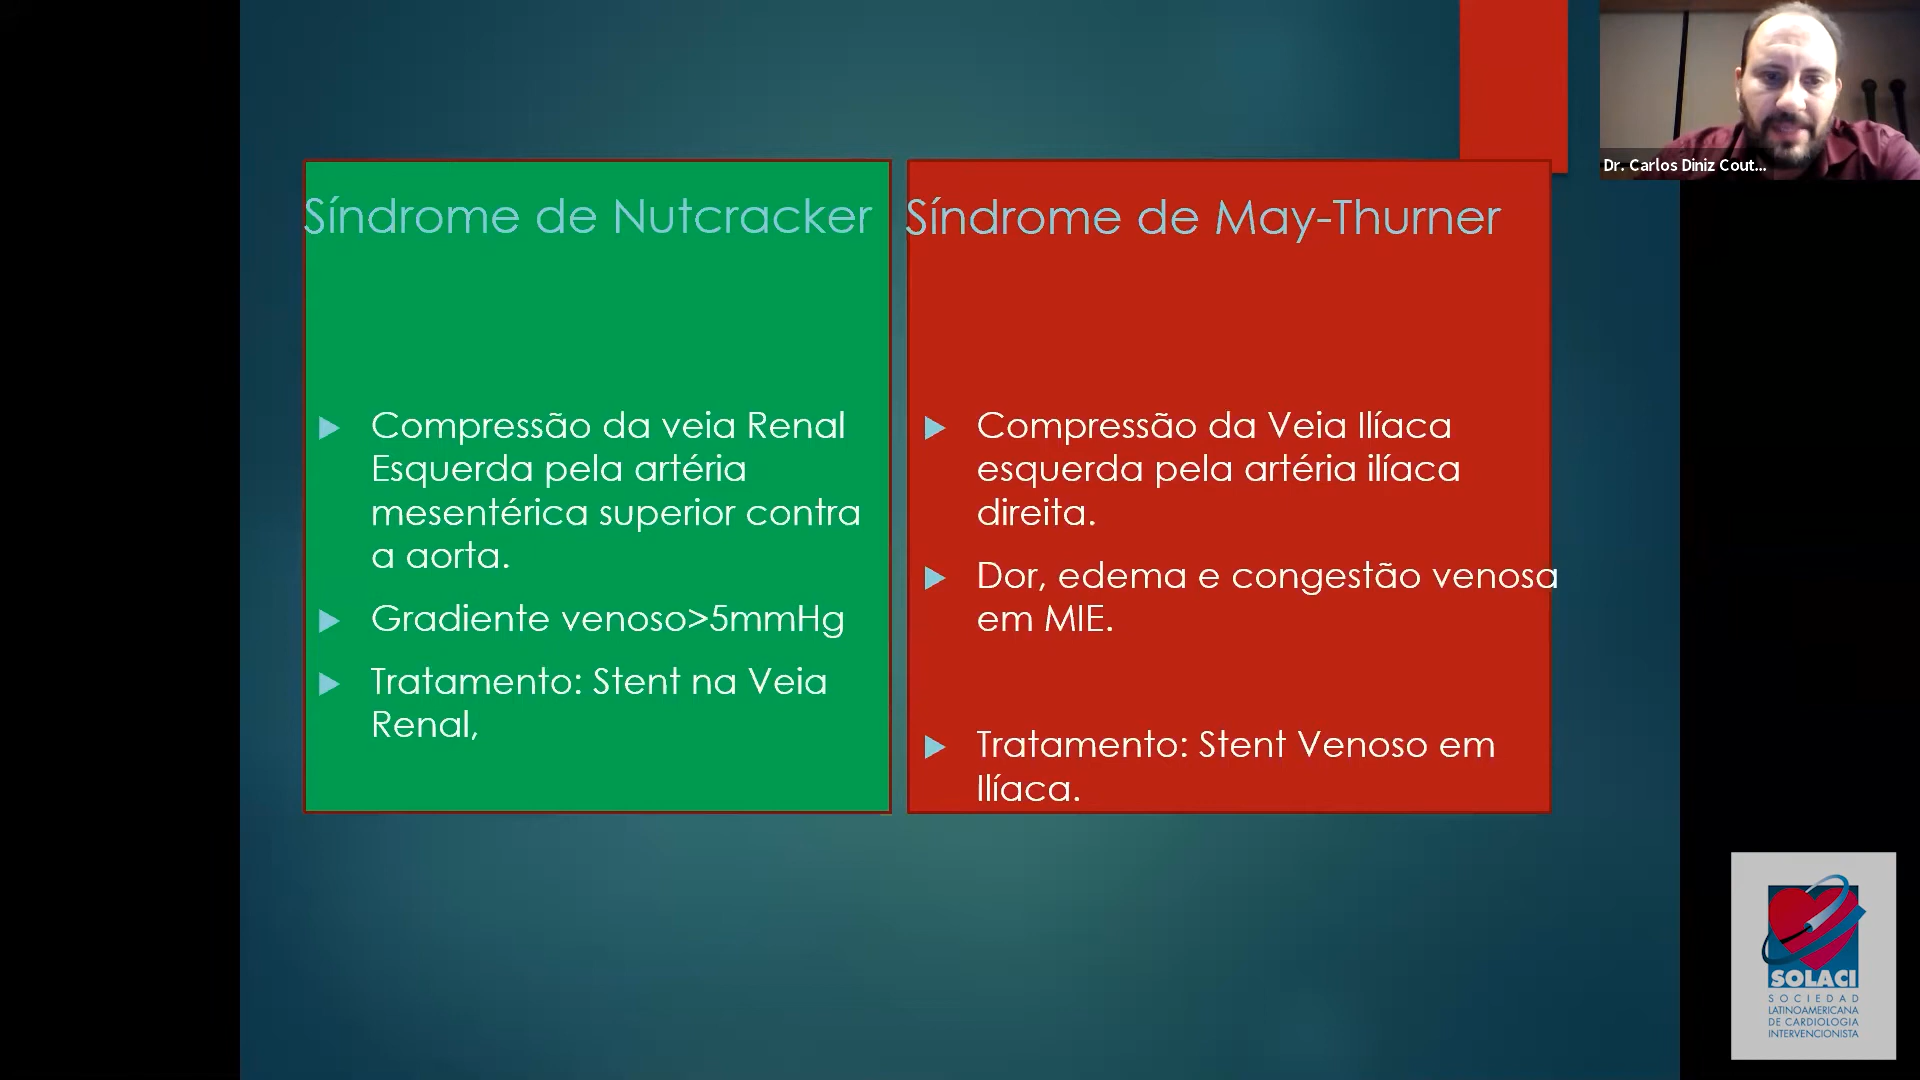 Síndrome de Nutcracker
Compressão da veia Renal
Esquerda pela artéria
mesentérica superior contra
a aorta.
Gradiente venoso>5mmHg
Tratamento: Stent na Veia
Renal,
Síndrome de May-Thurner
Compressão da Veia Ilíaca
esquerda pela artéria ilíaca
direita.
Dor, edema e congestão venosa
em MIE.
Tratamento: Stent Venoso em
Ilíaca.
Dr. Carlos Diniz Cout...
SOLACI
SOCIEDAD
LATINOAMERICANA
DE CARDIOLOGIA
INTERVENCIONISTA